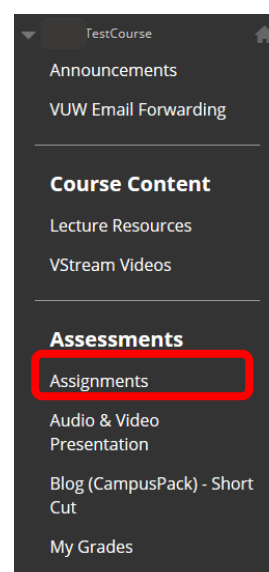 TestCourse
Announcements
VUW Email Forwarding
Course Content
Lecture Resources
VStream Videos
Assessments
Assignments
Audio & Video
Presentation
Blog (CampusPack) - Short
Cut
My Grades